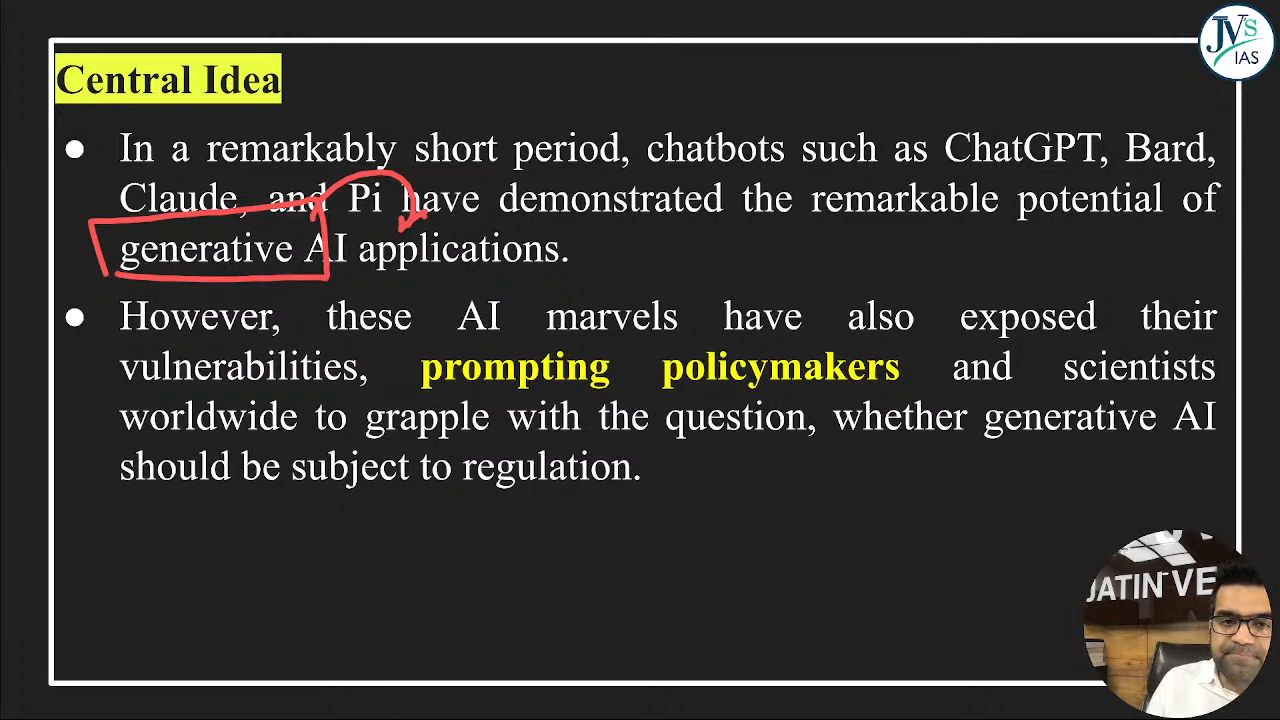 JV's
IAS
Central Idea
● In a remarkably short period, chatbots such as ChatGPT, Bard,
Claude, and Pi have demonstrated the remarkable potential of
generative AI applications.
● However, these AI marvels have also exposed their
vulnerabilities, prompting policymakers and scientists
worldwide to grapple with the question, whether generative AI
should be subject to regulation.
JATIN VE